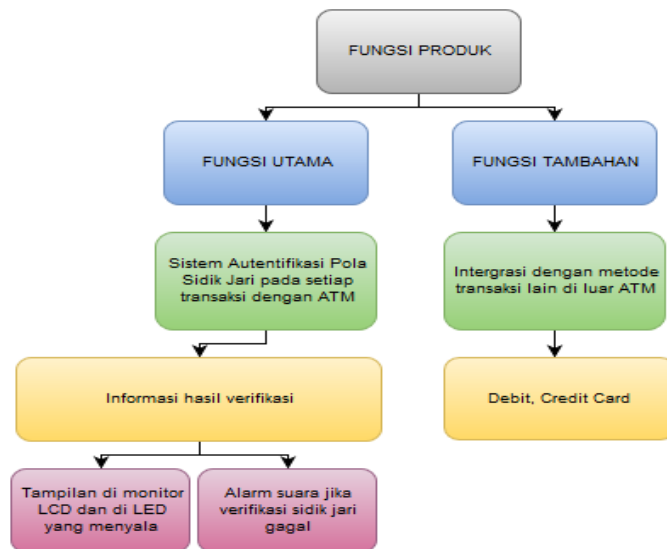 FUNGSI PRODUK
FUNGSI UTAMA
FUNGSI TAMBAHAN
Sistem Autentifikasi Pola
Sidik Jari pada setiap
transaksi dengan ATM
Intergrasi dengan metode
transaksi lain di luar ATM
Informasi hasil verifikasi
Debit, Credit Card
Tampilan di monitor
LCD dan di LED
yang menyala
Alarm suara jika
verifikasi sidik jari
gagal